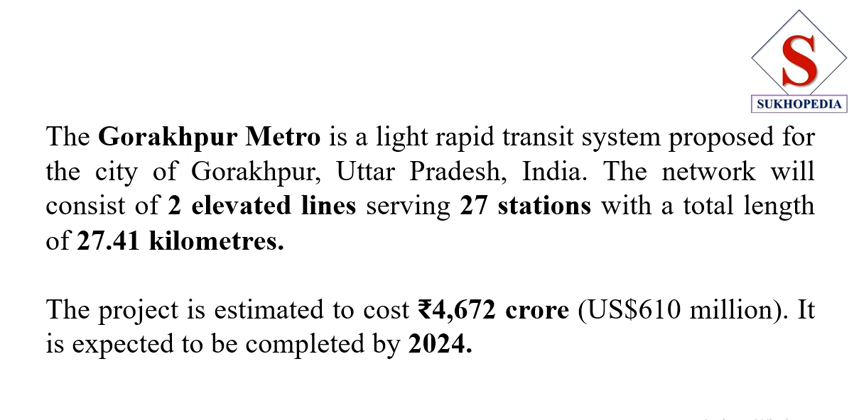 S
SUKHOPEDIA
The Gorakhpur Metro is a light rapid transit system proposed for
the city of Gorakhpur, Uttar Pradesh, India. The network will
consist of 2 elevated lines serving 27 stations with a total length
of 27.41 kilometres.
The project is estimated to cost ₹4,672 crore (US$610 million). It
is expected to be completed by 2024.